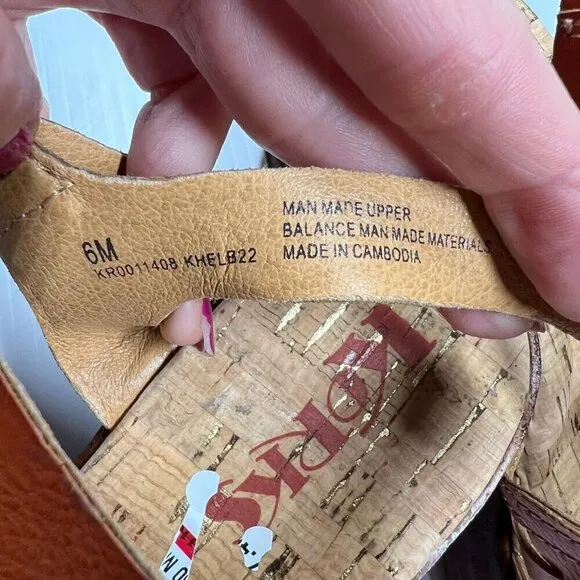 6M
KR0011408 KHELB22
MAN MADE UPPER
BALANCE MAN MADE MATERIALS
MADE IN CAMBODIA
KORKS